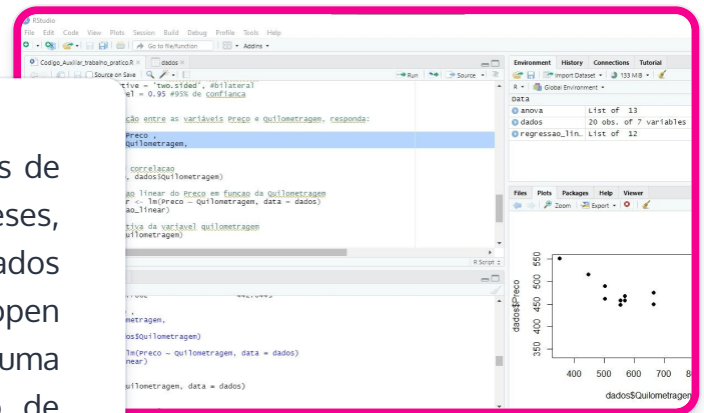 RStudio
File Edit Code View Plots Session Build Debug Profile Tools Help
Go to file/function Addins
Codigo_Auxiliar_trabalho_pratico.R dados
Source on Save Run Source
tive = 'two.sided', #bilateral
el = 0.95 #95% de confianca
ção entre as variáveis Preço e Quilometragem, responda:
Preco ,
Quilometragem,
correlacao
, dados$Quilometragem)
ao linear do Preco em funcao da Quilometragem
r <- lm(Preco ~ Quilometragem, data = dados)
ao_linear)
tiva da variavel quilometragem
uilometragem)
R Script
,
metragem,
os$Quilometragem)
lm(Preco ~ Quilometragem, data = dados)
near)
uilometragem, data = dados)
s de
eses,
ados
open
uma
de
Environment History Connections Tutorial
Import Dataset 133 MiB
R Global Environment
Data
anova List of 13
dados 20 obs. of 7 variables
regressao_lin… List of 12
Files Plots Packages Help Viewer
Zoom Export
dados$Preco
350 400 450 500 550
400 500 600 700 8
dados$Quilometragem